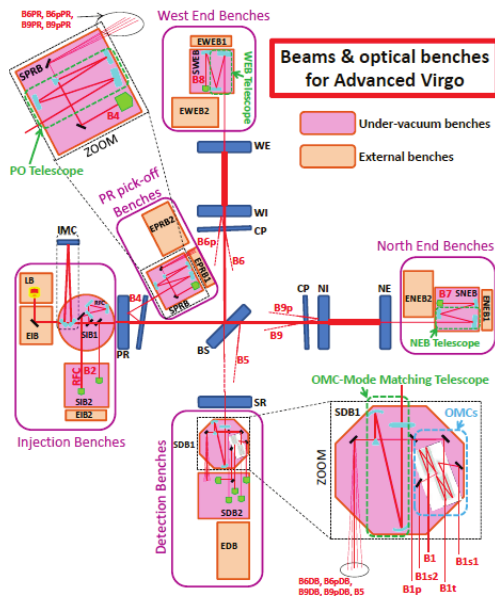 B6PR, B6pPR,
B9PR, B9pPR
SPRB
B4
PO Telescope
ZOOM
West End Benches
EWEB1
SWEB
B8
WEB Telescope
EWEB2
Beams & optical benches
for Advanced Virgo
Under-vacuum benches
External benches
WE
WI
CP
B6p
B6
PR pick-off
Benches
EPRB2
EPRB1
SPRB
IMC
LB
EIB
RFC
SIB1
B2
RFC
SIB2
EIB2
Injection Benches
B4
PR
BS
B5
B9p
B9
CP
NI
NE
North End Benches
ENEB2
B7
SNEB
ENEB1
NEB Telescope
SR
Detection Benches
SDB1
SDB2
EDB
OMC-Mode Matching Telescope
SDB1
OMCs
ZOOM
B1
B1s1
B1s2
B1p
B1t
B6DB, B6pDB,
B9DB, B9pDB, B5